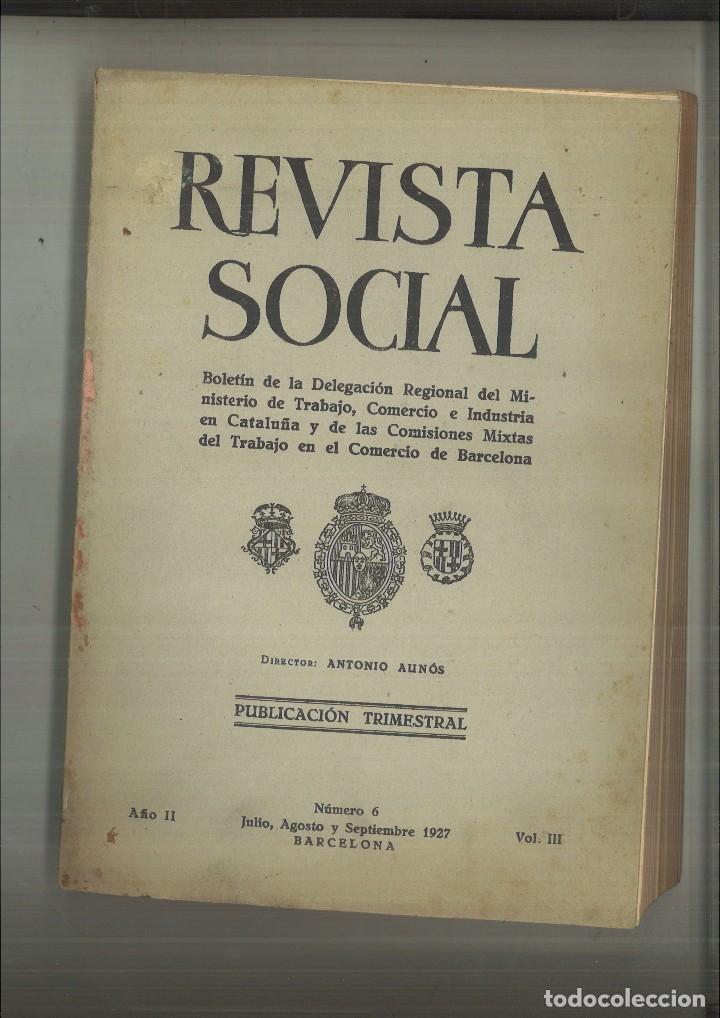 REVISTA
SOCIAL
Boletín de la Delegación Regional del Mi-
nisterio de Trabajo, Comercio e Industria
en Cataluña y de las Comisiones Mixtas
del Trabajo en el Comercio de Barcelona
DIRECTOR: ANTONIO AUNÓS
PUBLICACIÓN TRIMESTRAL
Año II
Número 6
Julio, Agosto y Septiembre 1927
BARCELONA
Vol. III
todocoleccion